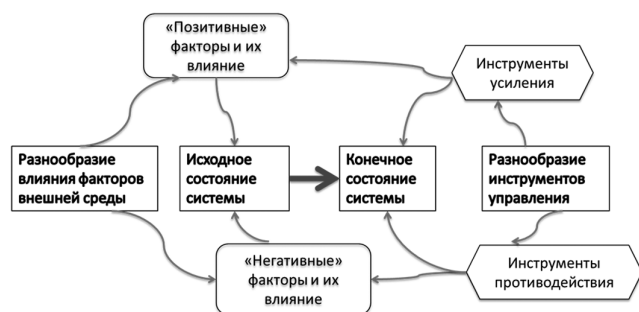 «Позитивные»
факторы и их
влияние
Инструменты
усиления
Разнообразие
влияния факторов
внешней среды
Исходное
состояние
системы
Конечное
состояние
системы
Разнообразие
инструментов
управления
«Негативные»
факторы и их
влияние
Инструменты
противодействия